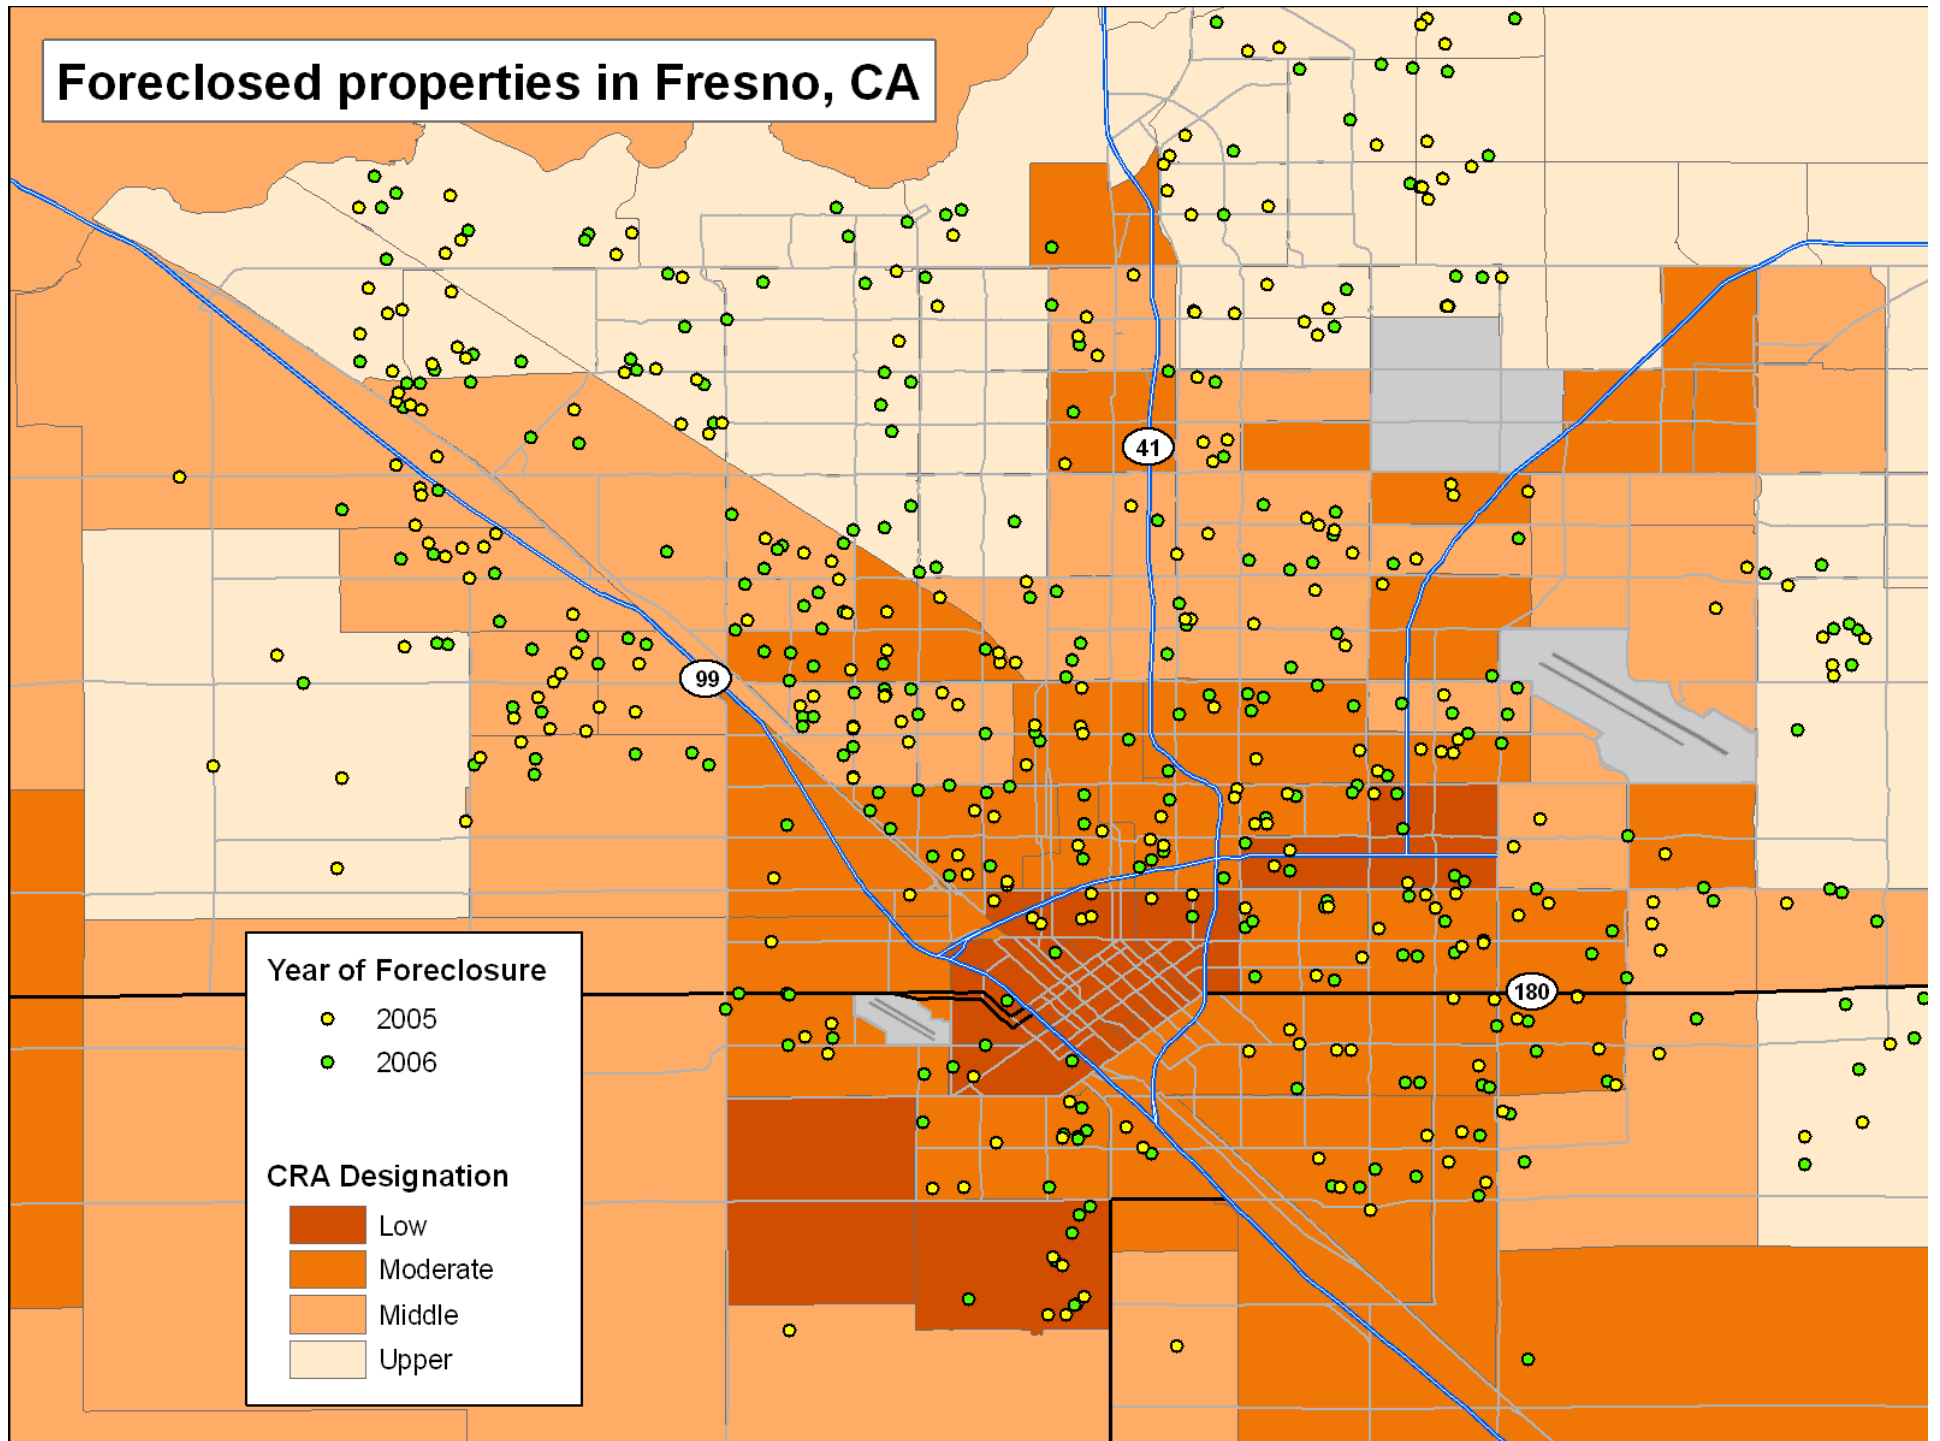 Foreclosed properties in Fresno, CA
41
99
180
Year of Foreclosure
2005
2006
CRA Designation
Low
Moderate
Middle
Upper